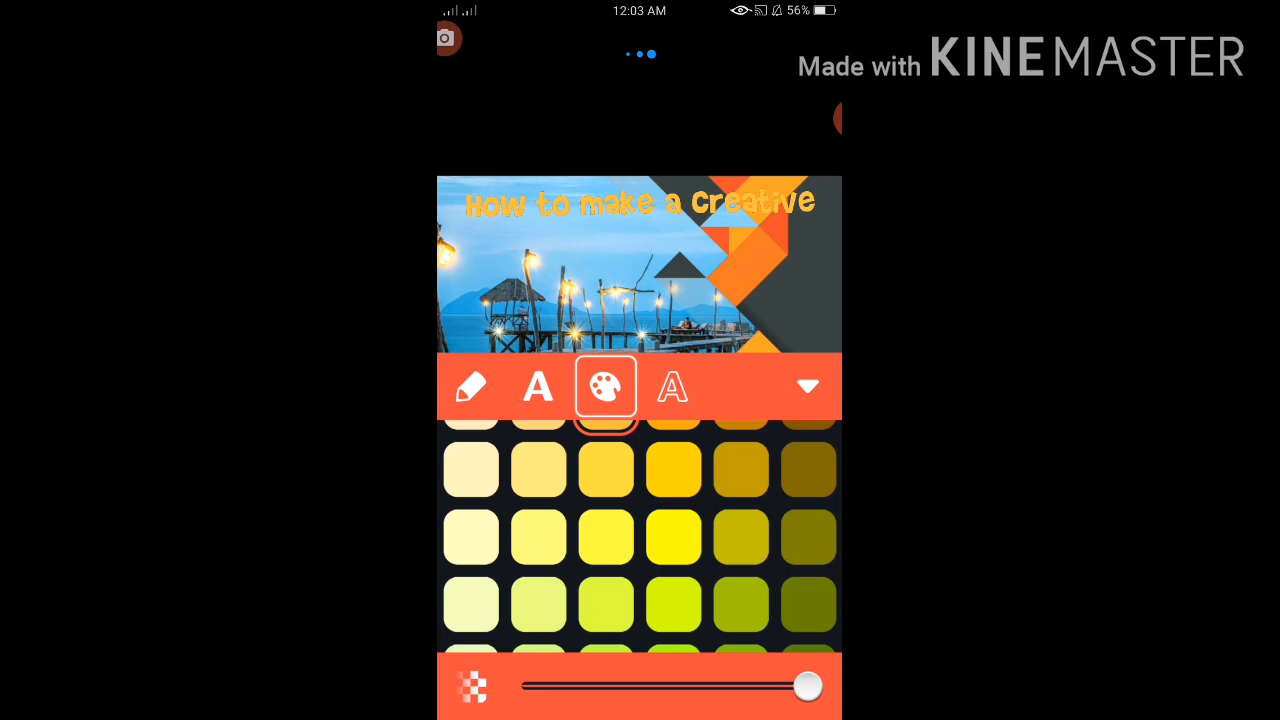 12:03 AM
56%
Made with KINEMASTER
How to make a creative
A
A